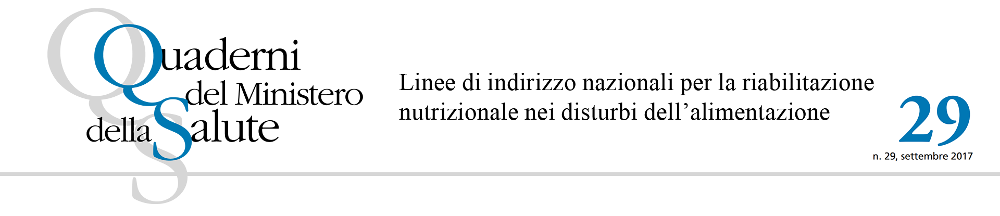 Quaderni
del Ministero
della Salute
Linee di indirizzo nazionali per la riabilitazione
nutrizionale nei disturbi dell’alimentazione
29
n. 29, settembre 2017